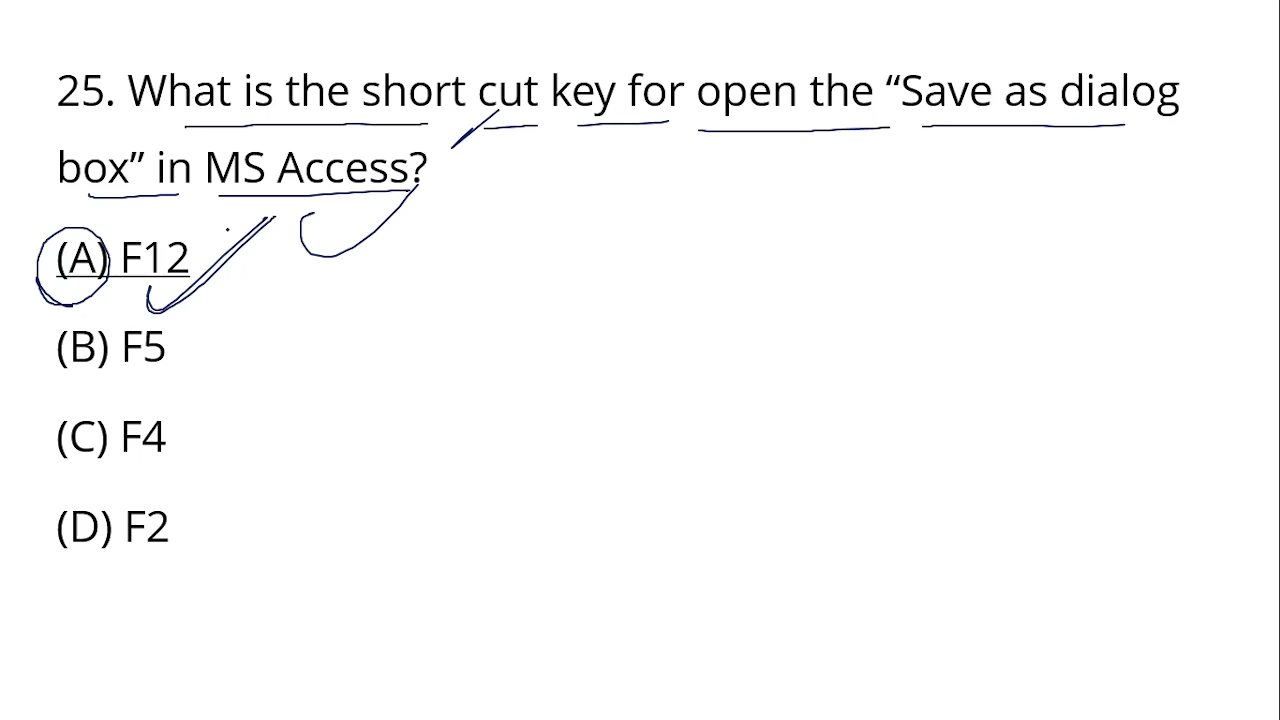 25. What is the short cut key for open the “Save as dialog
box” in MS Access?
(A) F12
(B) F5
(C) F4
(D) F2